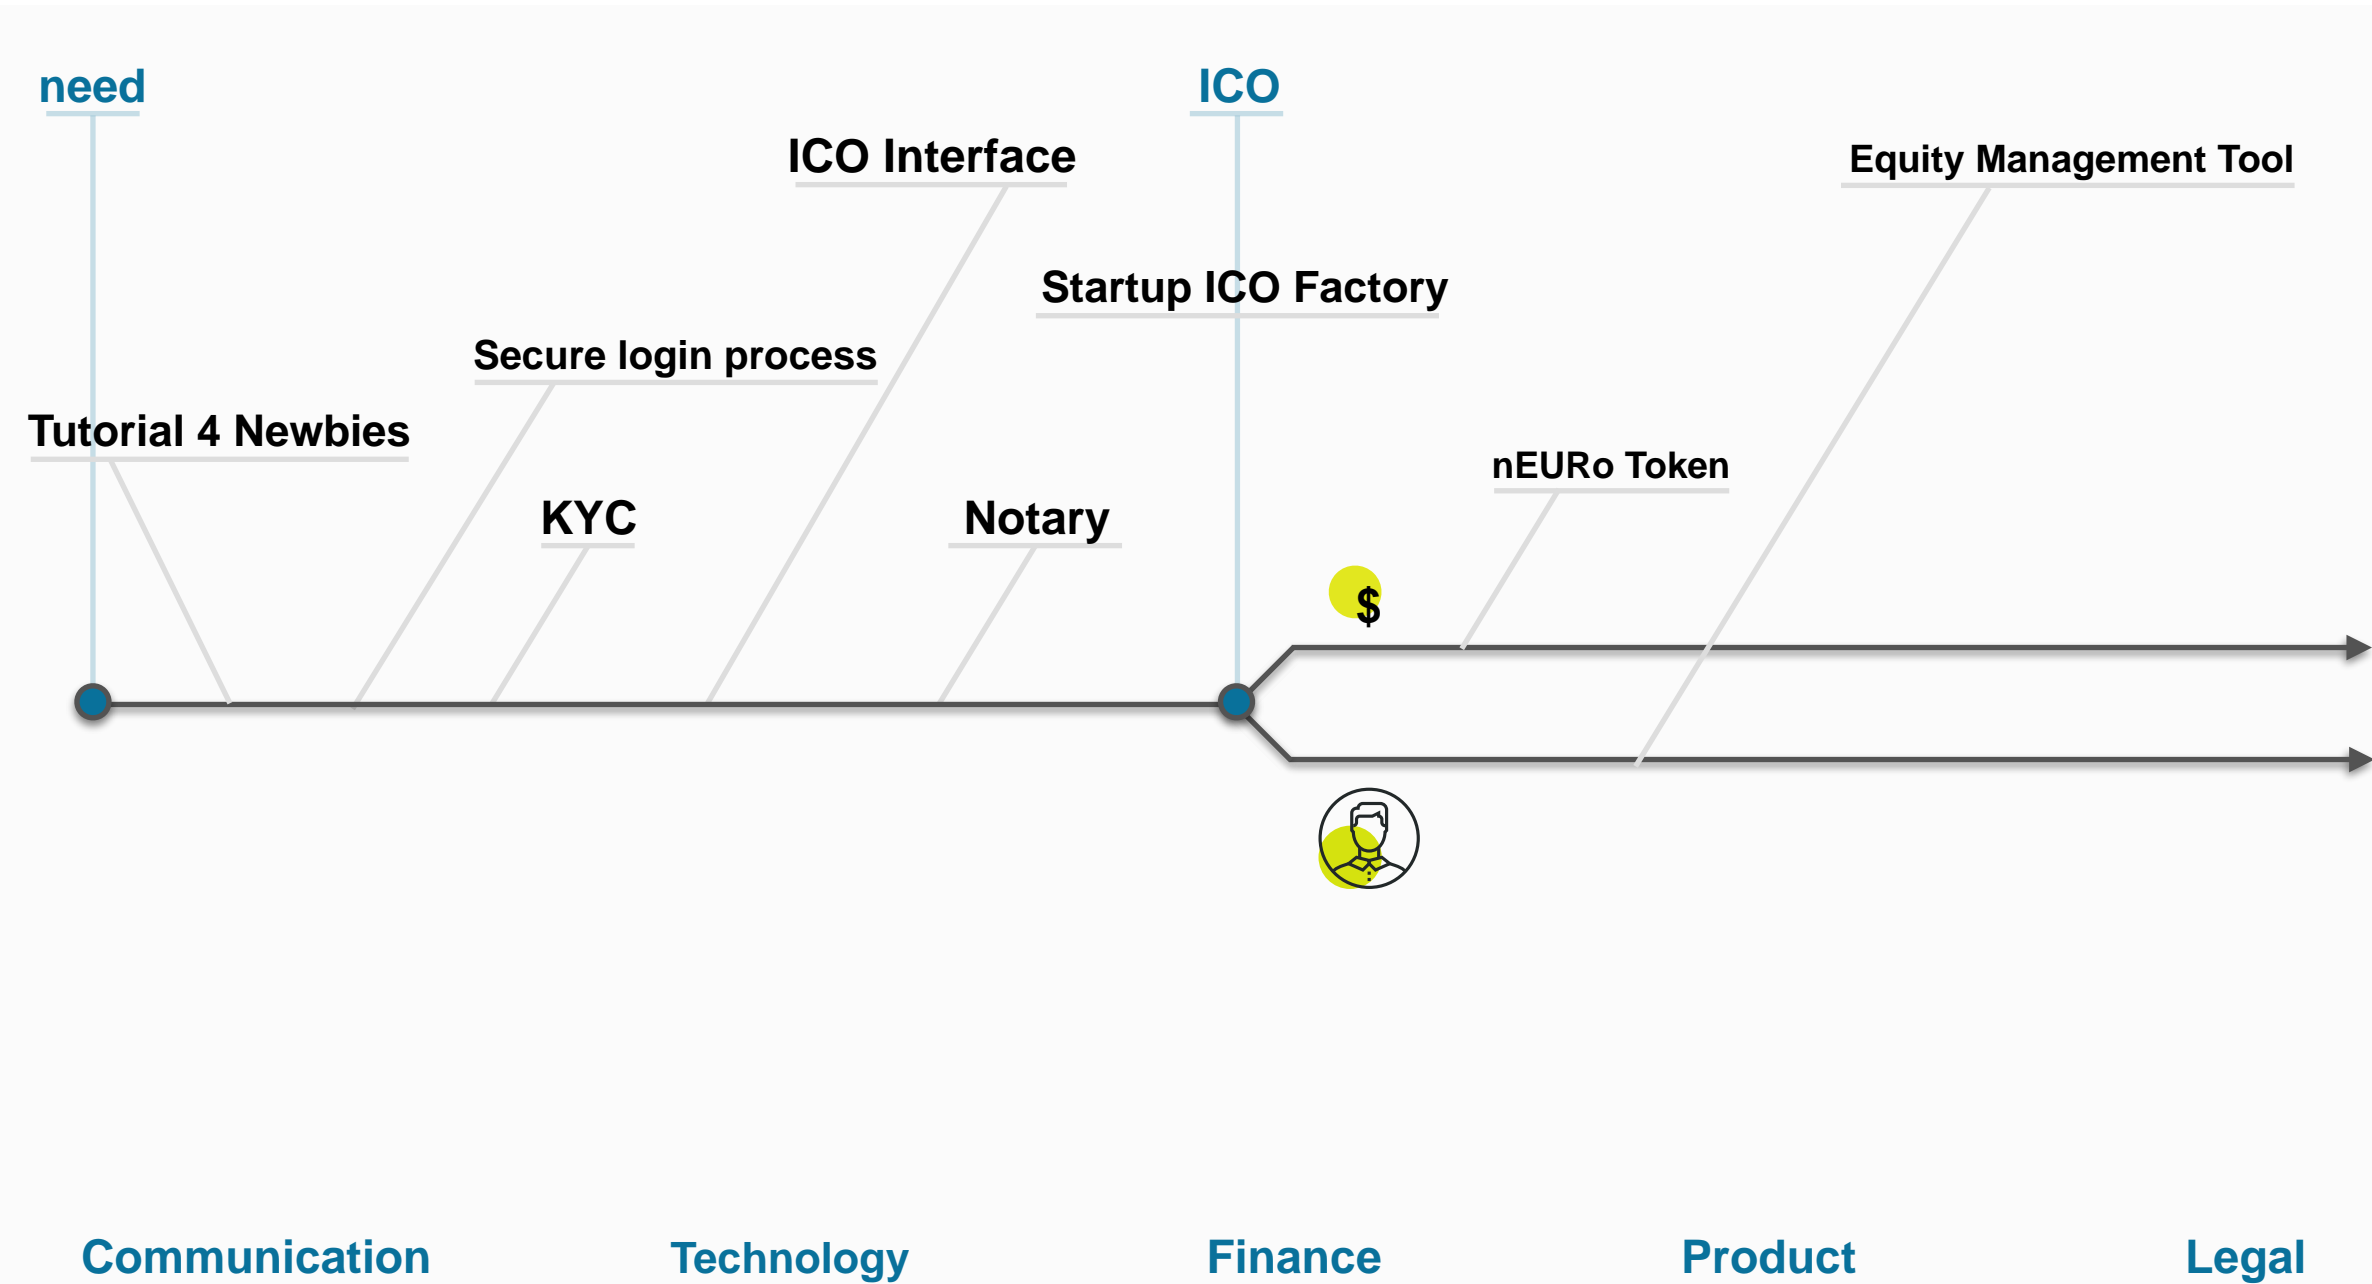 need
ICO
ICO Interface
Equity Management Tool
Startup ICO Factory
Secure login process
Tutorial 4 Newbies
nEURo Token
KYC
Notary
$
Communication
Technology
Finance
Product
Legal